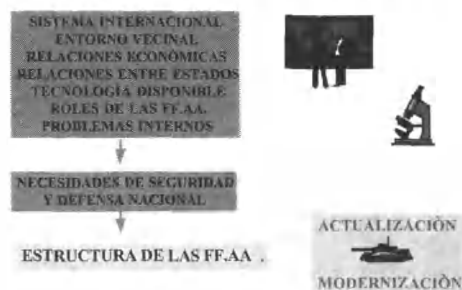 SISTEMA INTERNACIONAL
ENTORNO VECINAL
RELACIONES ECONÓMICAS
RELACIONES ENTRE ESTADOS
TECNOLOGÍA DISPONIBLE
ROLES DE LAS FF.AA.
PROBLEMAS INTERNOS
NECESIDADES DE SEGURIDAD
Y DEFENSA NACIONAL
ESTRUCTURA DE LAS FF.AA .
ACTUALIZACIÓN
MODERNIZACIÓN